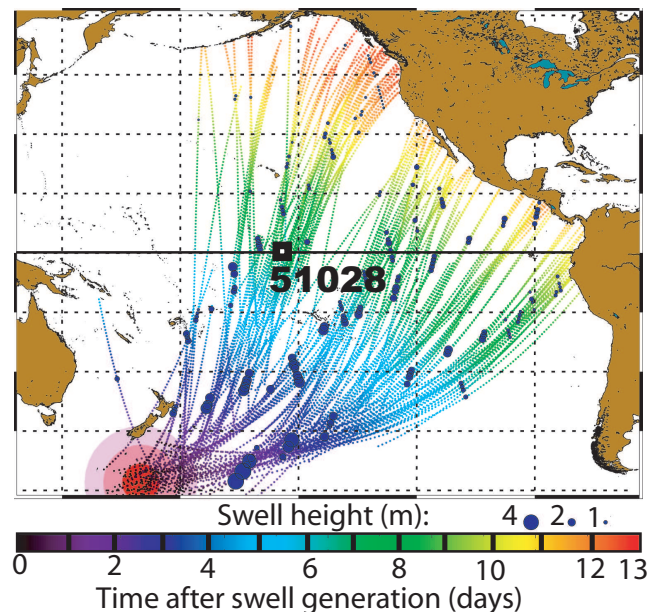 51028
Swell height (m): 4 2 1
0 2 4 6 8 10 12 13
Time after swell generation (days)